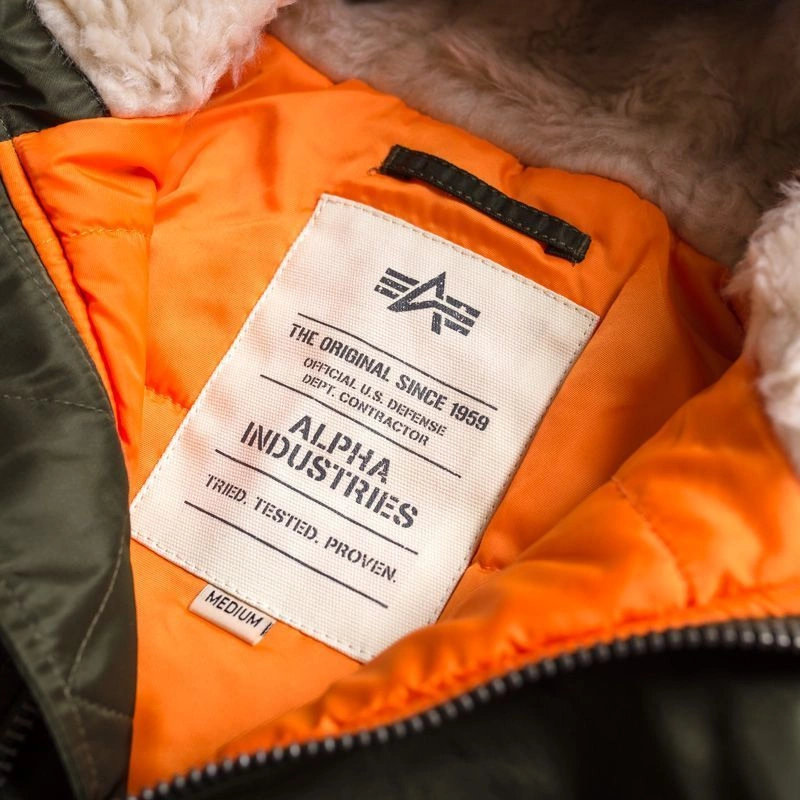 THE ORIGINAL SINCE 1959
OFFICIAL U.S. DEFENSE
DEPT. CONTRACTOR
ALPHA
INDUSTRIES
TRIED. TESTED. PROVEN.
MEDIUM